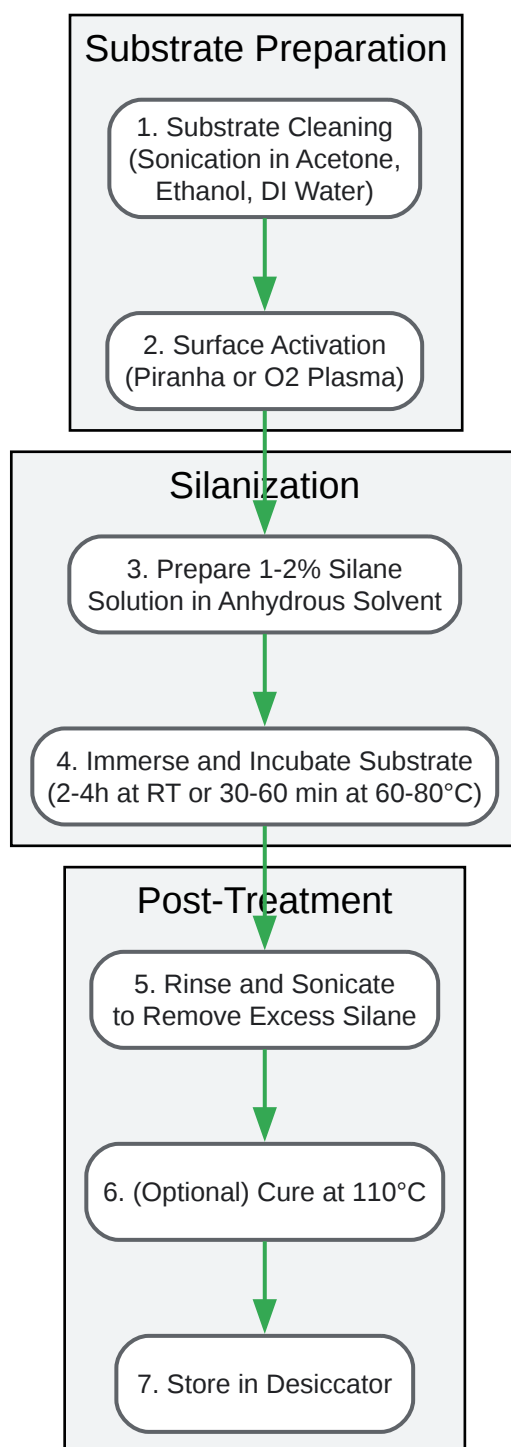 Substrate Preparation
1. Substrate Cleaning
(Sonication in Acetone,
Ethanol, DI Water)
2. Surface Activation
(Piranha or O2 Plasma)
Silanization
3. Prepare 1-2% Silane
Solution in Anhydrous Solvent
4. Immerse and Incubate Substrate
(2-4h at RT or 30-60 min at 60-80°C)
Post-Treatment
5. Rinse and Sonicate
to Remove Excess Silane
6. (Optional) Cure at 110°C
7. Store in Desiccator